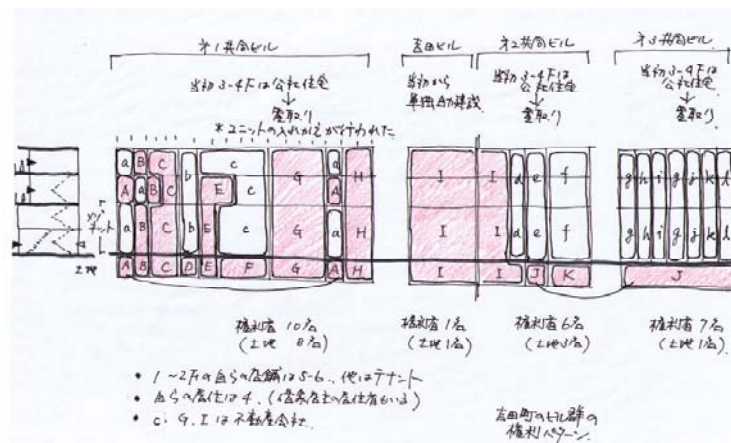 才1共同ビル
吉田ビル
才2共同ビル
才3共同ビル
当初3-4Fは公社住宅
↓
買取り
*ユニットの入れかえが行われた
当初から
単独自力建設
当初3-4Fは
公社住宅
↓
買取り
当初3-4Fは
公社住宅
↓
買取り
a B C b c G a H
A a B C E c A
a B C b E c G a H
A B C D E F G A H
I I d e f
I I d e f
I I J K
g h i g j k l
g h i g j k l
J
メゾネット
土地
権利者 10名
(土地 8名)
権利者1名
(土地1名)
権利者6名
(土地3名)
権利者7名
(土地1名)
• 1~2Fの自らの店舗は5-6、他はテナント
• 自らの居住は4、(借家店主の居住者もいる)
• c, G, Iは不動産会社.
吉田町のビル群の
権利パターン.